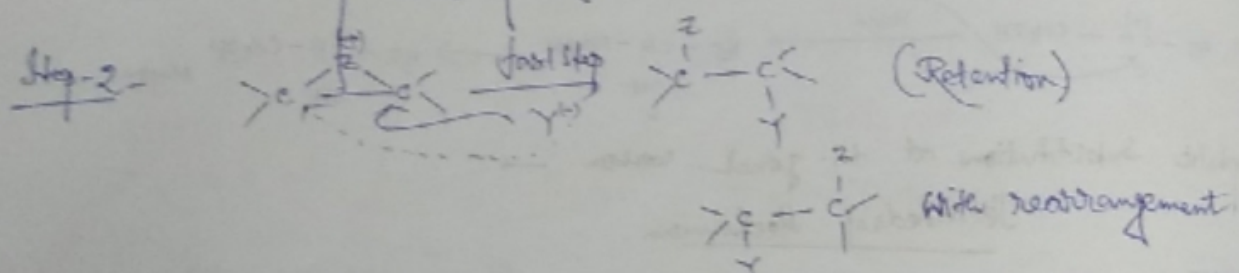 Step-2-
Z
C C fast step C — C (Retention)
Y(-) Y
Z
C — C with rearrangement
Y